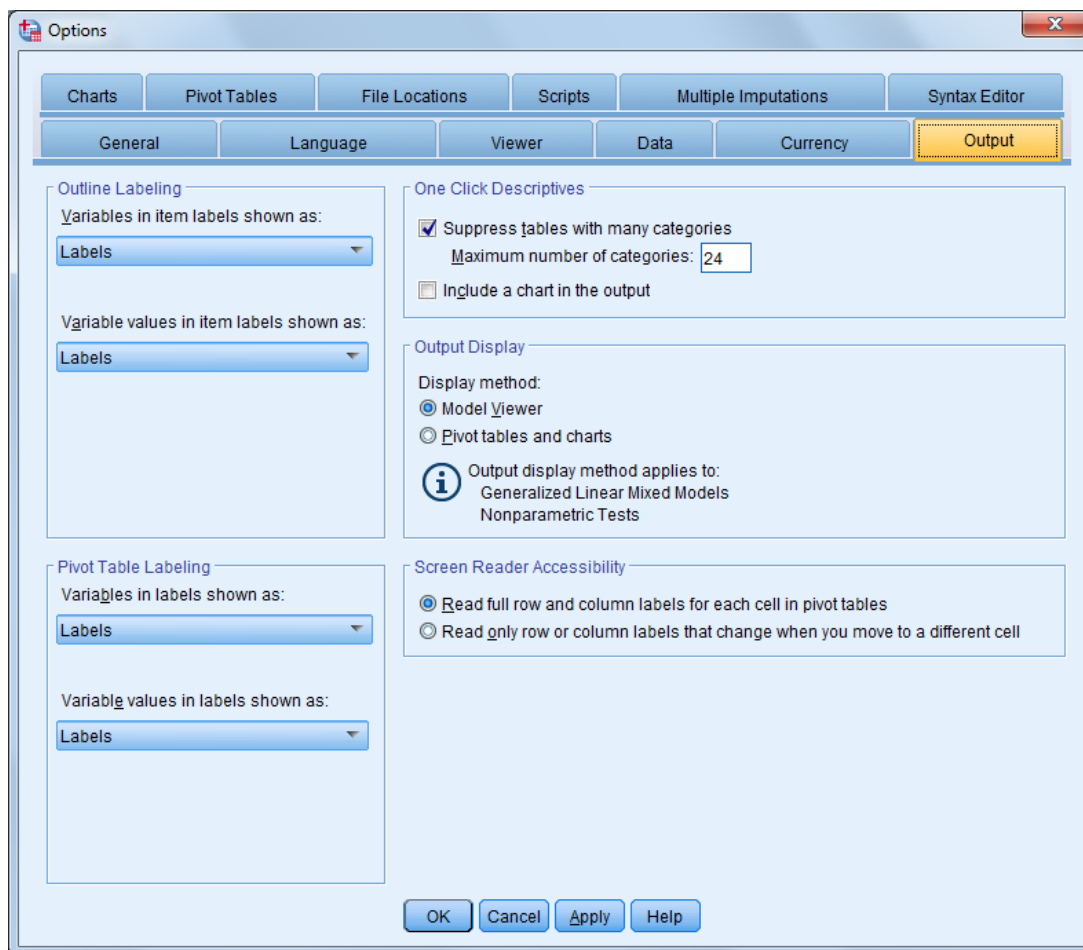 Options
Charts
Pivot Tables
File Locations
Scripts
Multiple Imputations
Syntax Editor
General
Language
Viewer
Data
Currency
Output
Outline Labeling
Variables in item labels shown as:
Labels
Variable values in item labels shown as:
Labels
Pivot Table Labeling
Variables in labels shown as:
Labels
Variable values in labels shown as:
Labels
One Click Descriptives
Suppress tables with many categories
Maximum number of categories: 24
Include a chart in the output
Output Display
Display method:
Model Viewer
Pivot tables and charts
Output display method applies to:
Generalized Linear Mixed Models
Nonparametric Tests
Screen Reader Accessibility
Read full row and column labels for each cell in pivot tables
Read only row or column labels that change when you move to a different cell
OK
Cancel
Apply
Help